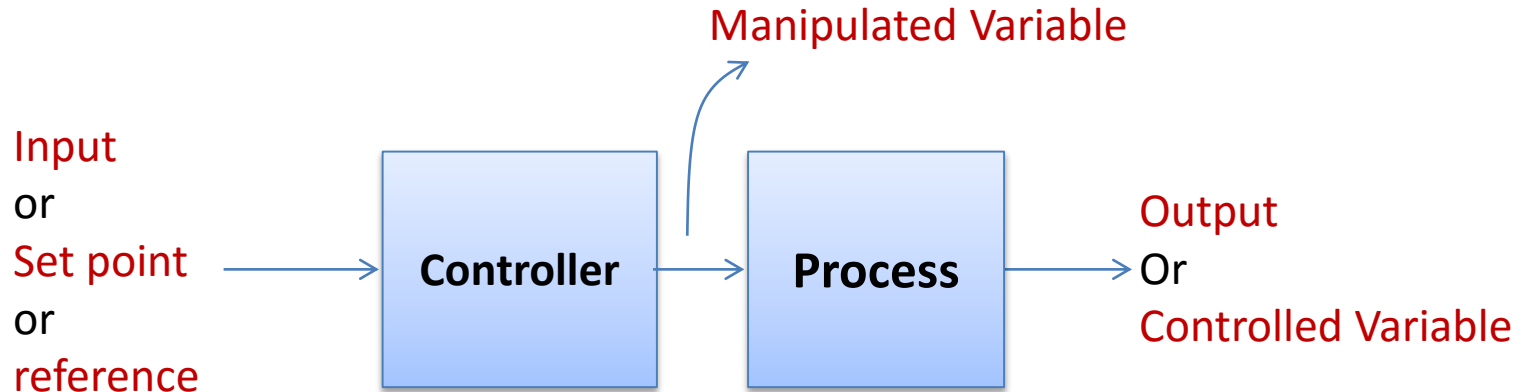 Manipulated Variable
Input
or
Set point
or
reference
Controller
Process
Output
Or
Controlled Variable